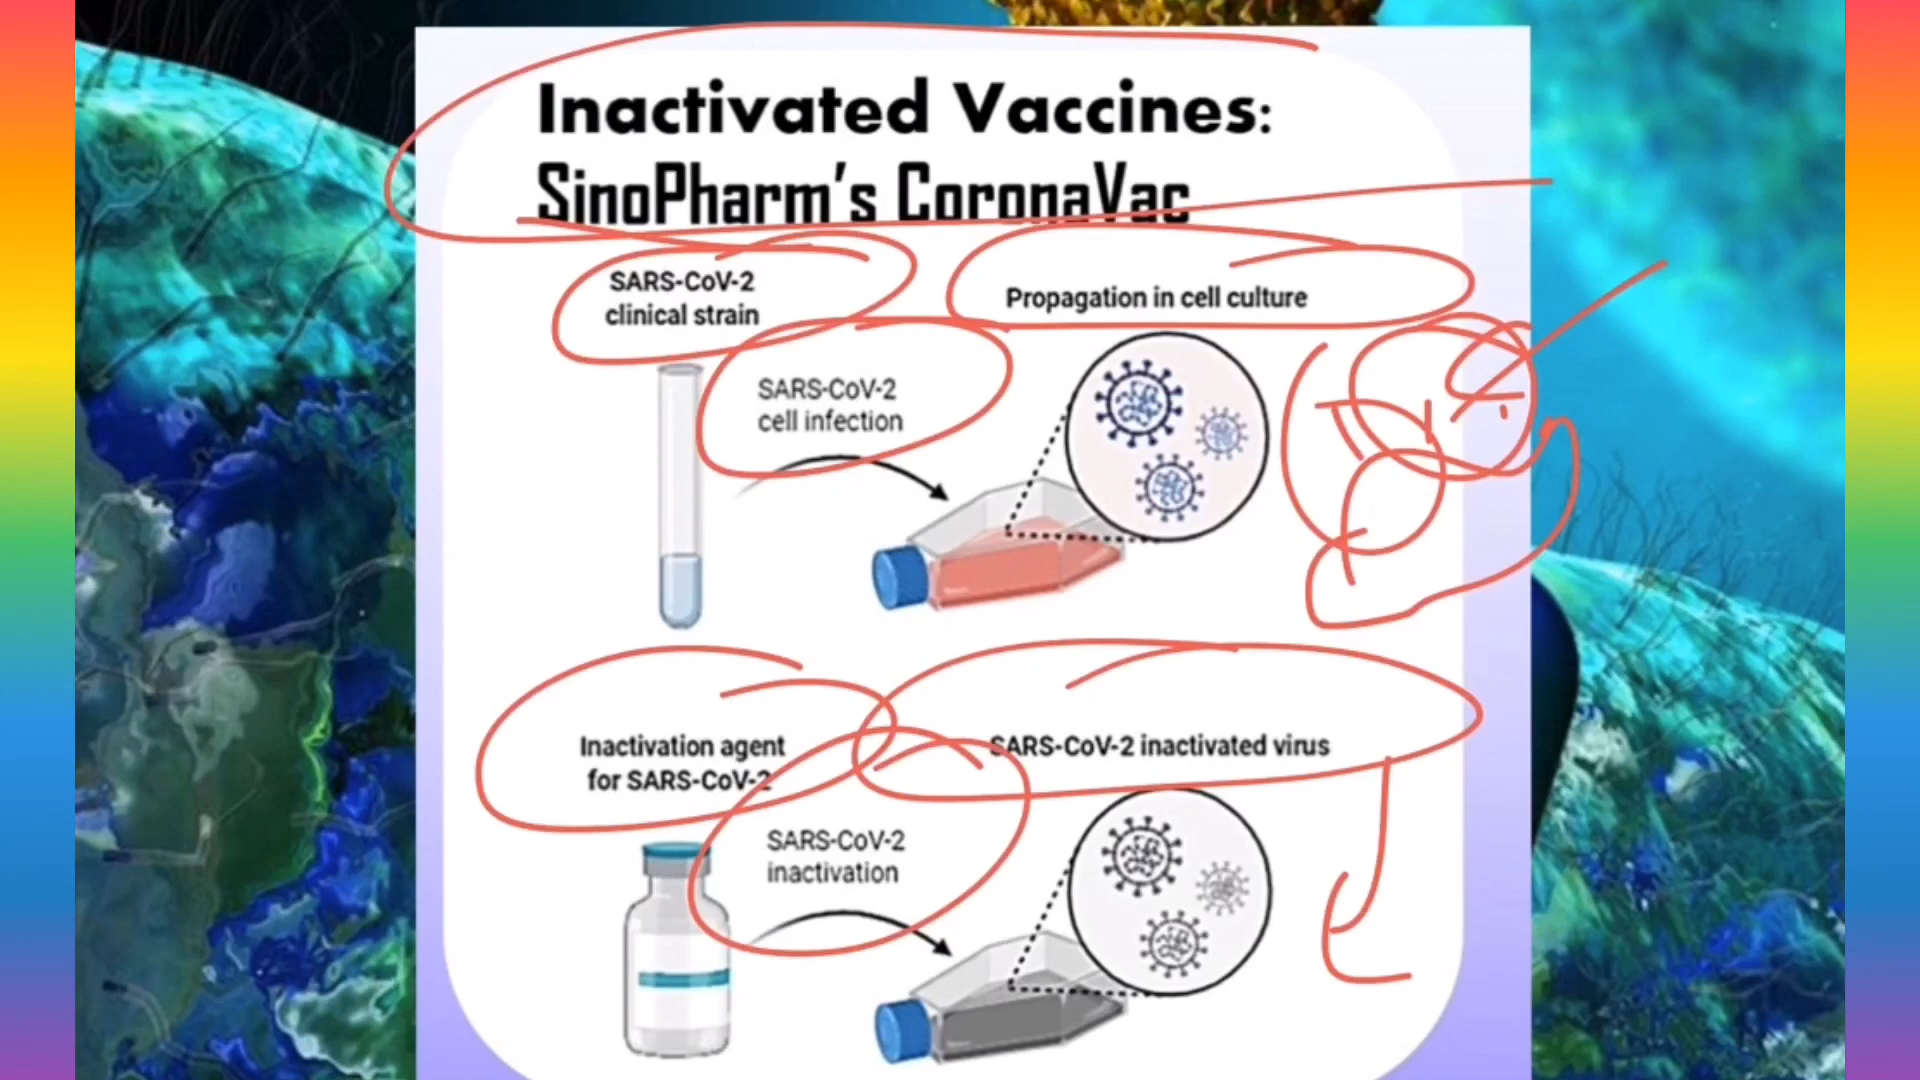 Inactivated Vaccines:
SinoPharm's CoronaVac
SARS-CoV-2
clinical strain
Propagation in cell culture
SARS-CoV-2
cell infection
Inactivation agent
for SARS-CoV-2
SARS-CoV-2 inactivated virus
SARS-CoV-2
inactivation